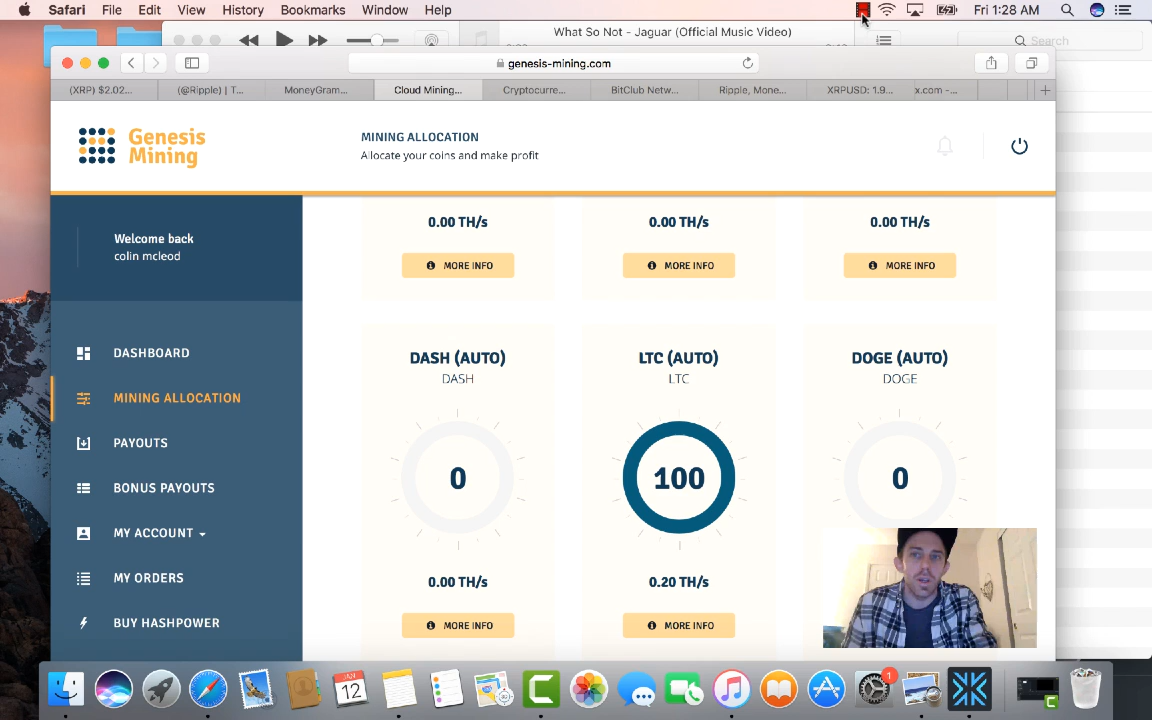 Safari File Edit View History Bookmarks Window Help Fri 1:28 AM
What So Not - Jaguar (Official Music Video)
Search
genesis-mining.com
(XRP) $2.02... (@Ripple) | T... MoneyGram... Cloud Mining... Cryptocurre... BitClub Netw... Ripple, Mone... XRPUSD: 1.9... x.com -...
Genesis
Mining
MINING ALLOCATION
Allocate your coins and make profit
Welcome back
colin mcleod
DASHBOARD
MINING ALLOCATION
PAYOUTS
BONUS PAYOUTS
MY ACCOUNT
MY ORDERS
BUY HASHPOWER
0.00 TH/s 0.00 TH/s 0.00 TH/s
MORE INFO MORE INFO MORE INFO
DASH (AUTO) LTC (AUTO) DOGE (AUTO)
DASH LTC DOGE
0 100 0
0.00 TH/s 0.20 TH/s
MORE INFO MORE INFO
JAN
12
1